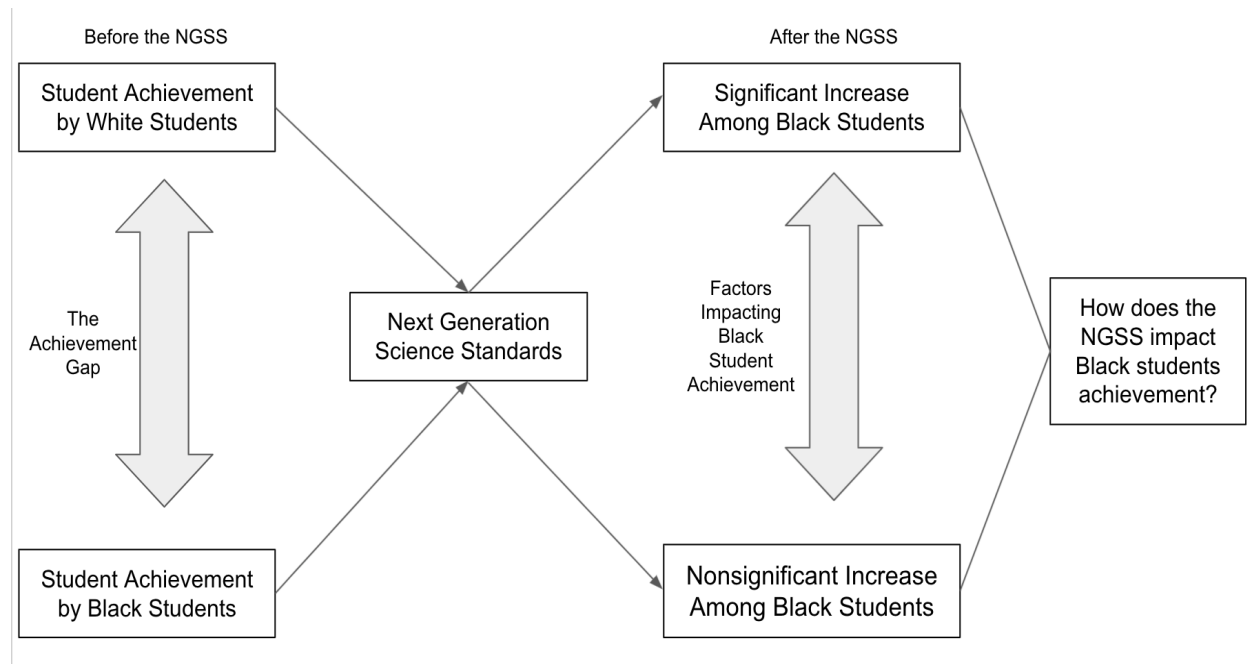 Before the NGSS
After the NGSS
Student Achievement
by White Students
Significant Increase
Among Black Students
The
Achievement
Gap
Next Generation
Science Standards
Factors
Impacting
Black
Student
Achievement
How does the
NGSS impact
Black students
achievement?
Student Achievement
by Black Students
Nonsignificant Increase
Among Black Students